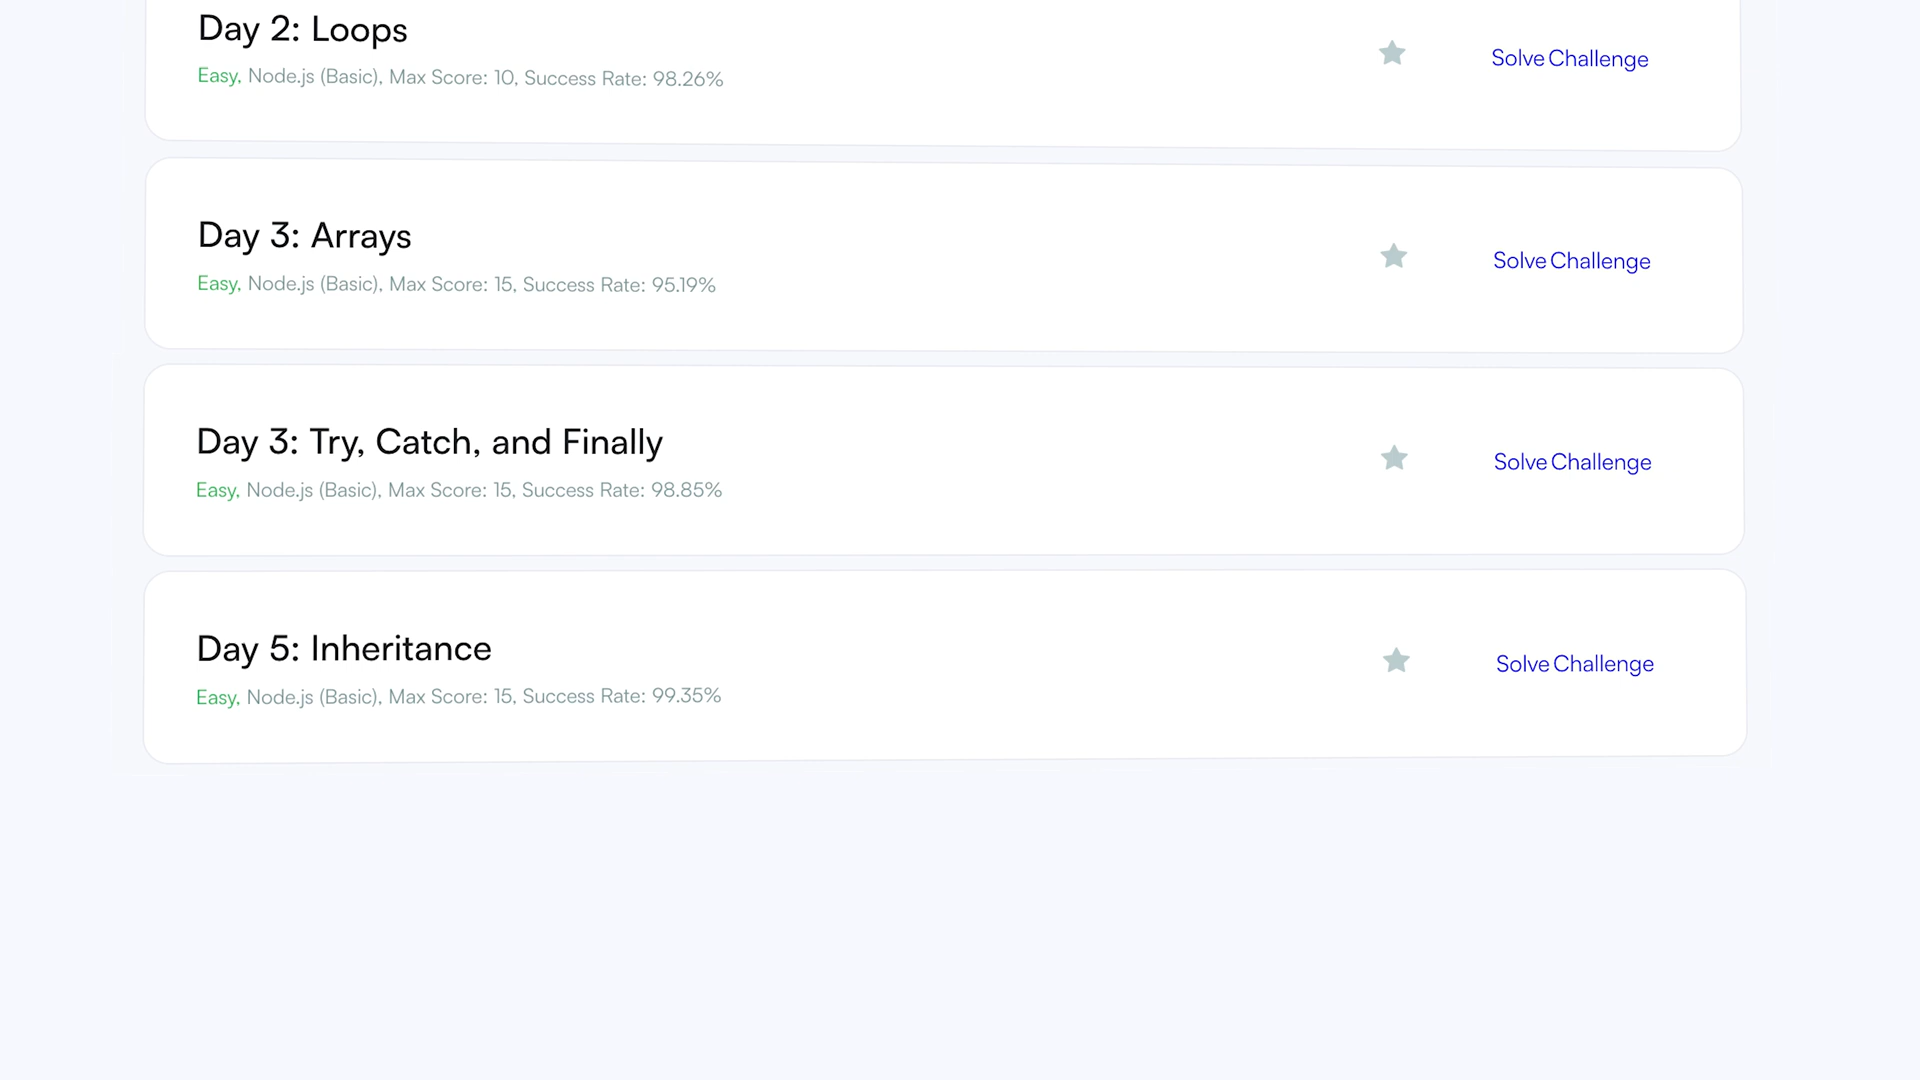 Day 2: Loops
Easy, Node.js (Basic), Max Score: 10, Success Rate: 98.26%
Solve Challenge
Day 3: Arrays
Easy, Node.js (Basic), Max Score: 15, Success Rate: 95.19%
Solve Challenge
Day 3: Try, Catch, and Finally
Easy, Node.js (Basic), Max Score: 15, Success Rate: 98.85%
Solve Challenge
Day 5: Inheritance
Easy, Node.js (Basic), Max Score: 15, Success Rate: 99.35%
Solve Challenge